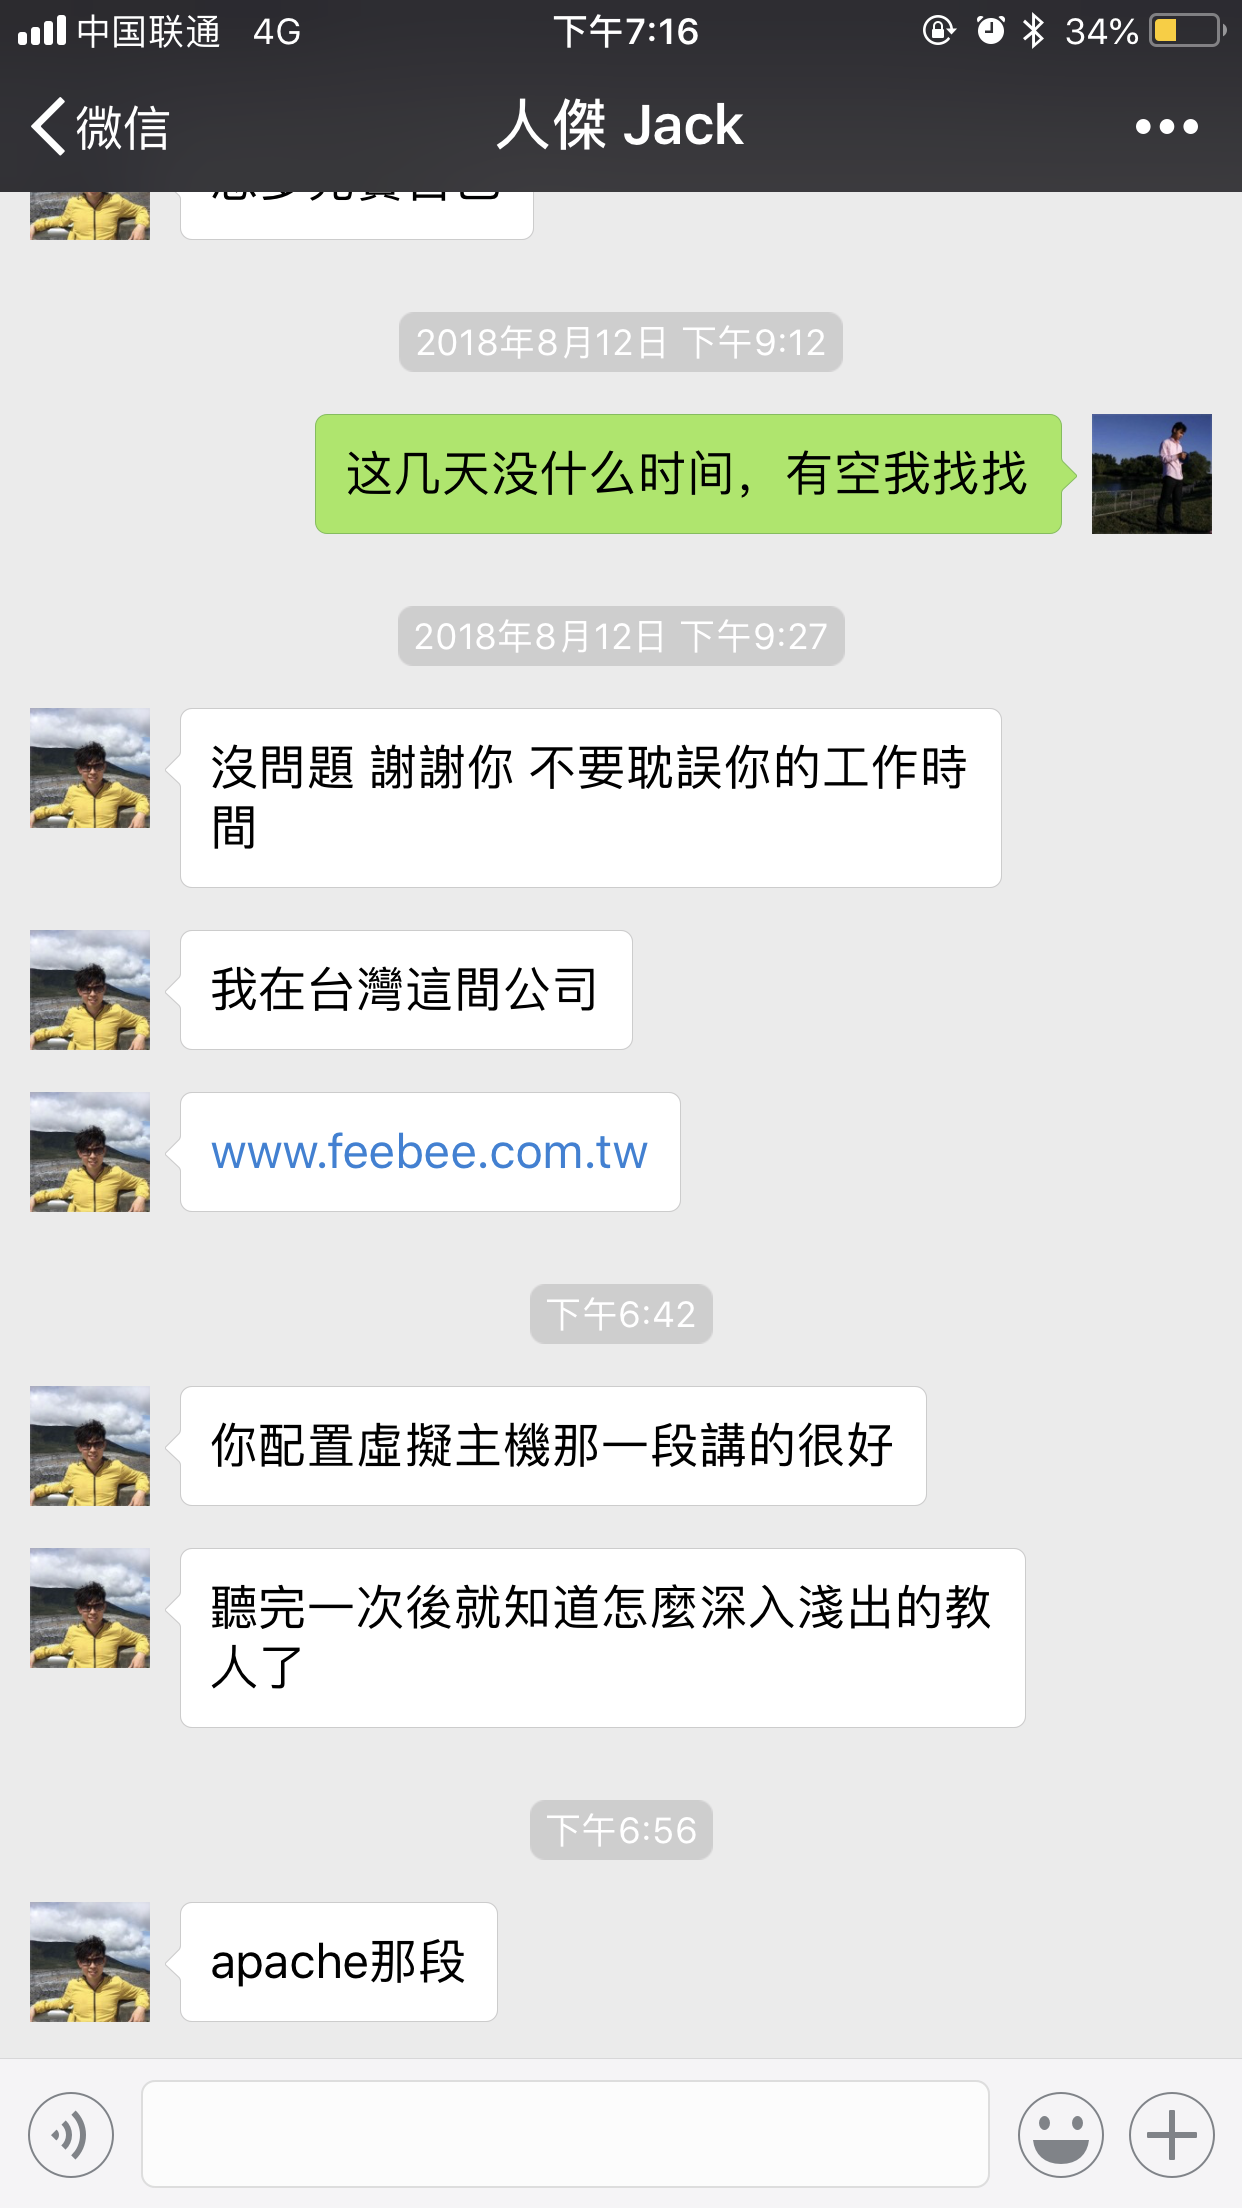 中国联通 4G 下午7:16 34%
微信 人傑 Jack
2018年8月12日 下午9:12
这几天没什么时间，有空我找找
2018年8月12日 下午9:27
沒問題 謝謝你 不要耽誤你的工作時
間
我在台灣這間公司
www.feebee.com.tw
下午6:42
你配置虛擬主機那一段講的很好
聽完一次後就知道怎麼深入淺出的教
人了
下午6:56
apache那段